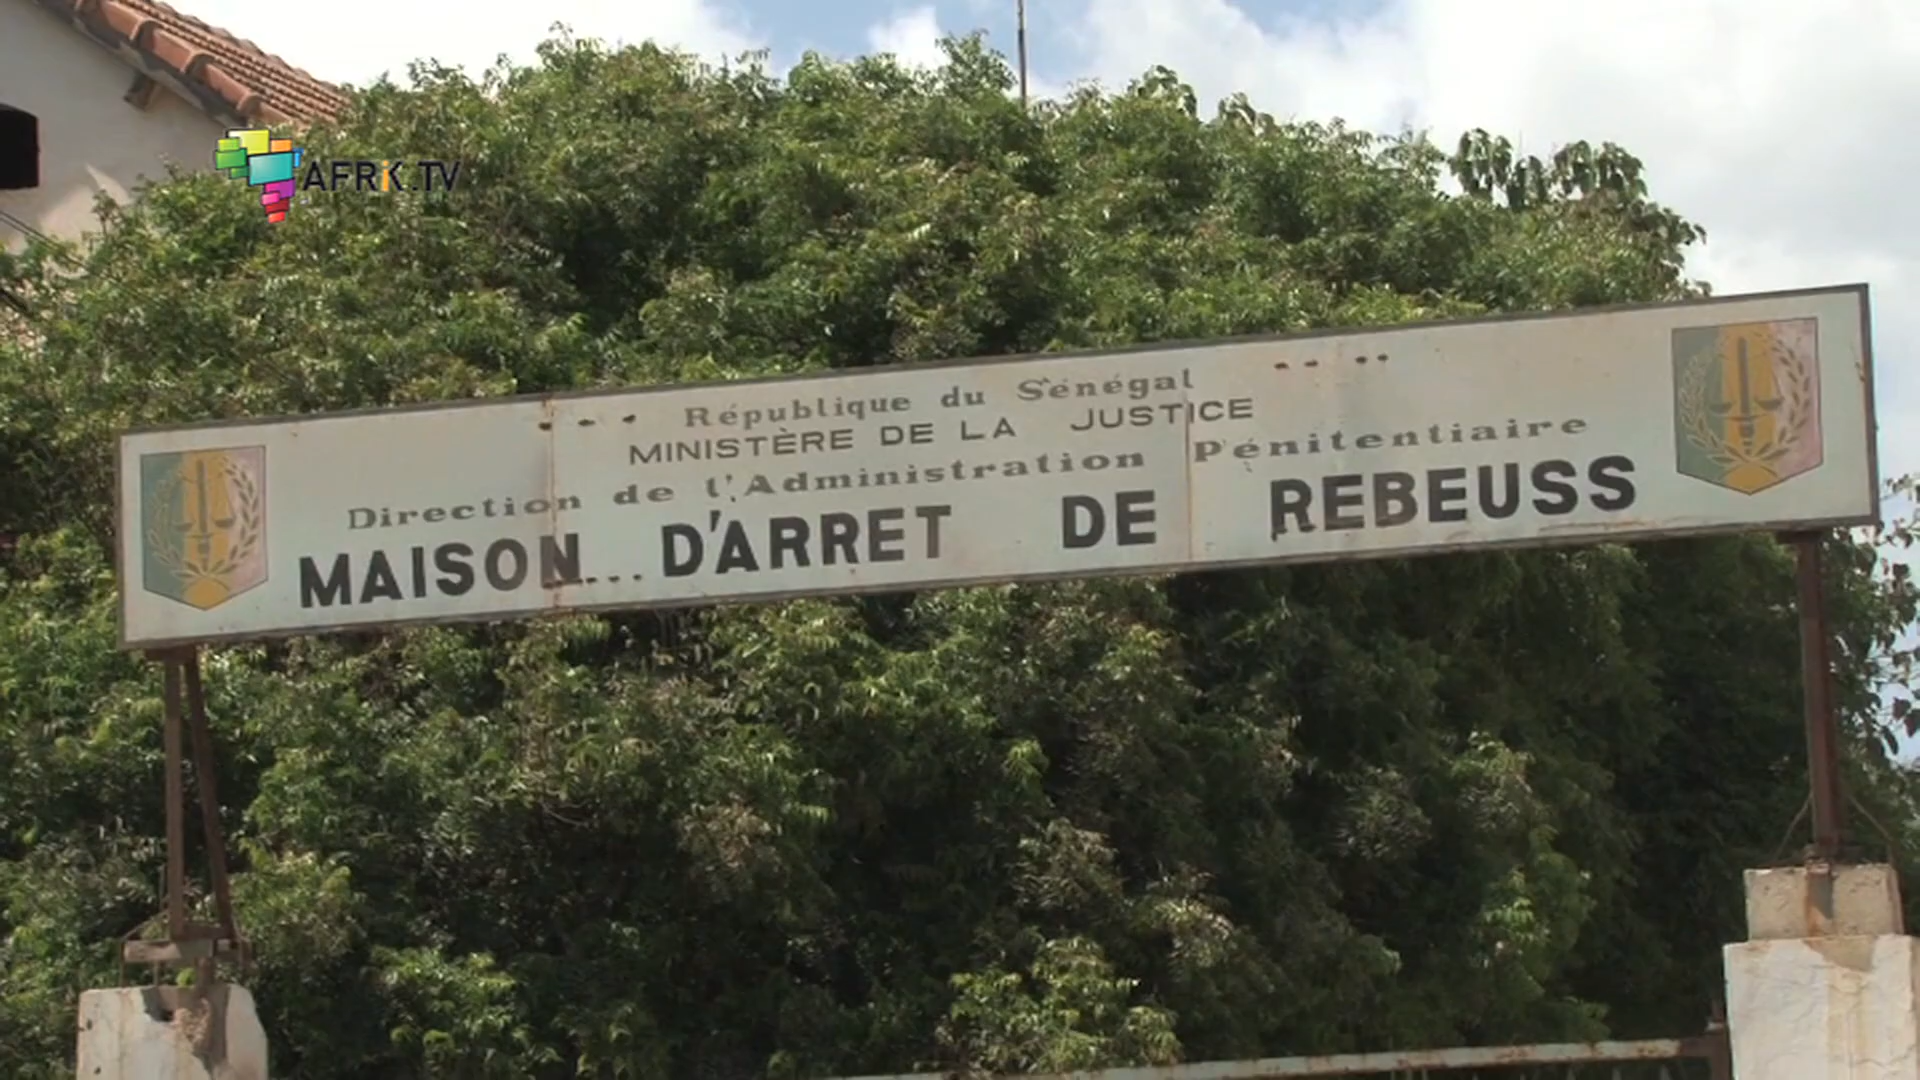 AFRiK.TV
République du Sénégal
MINISTÈRE DE LA JUSTICE
Direction de l'Administration Pénitentiaire
MAISON D'ARRET DE REBEUSS